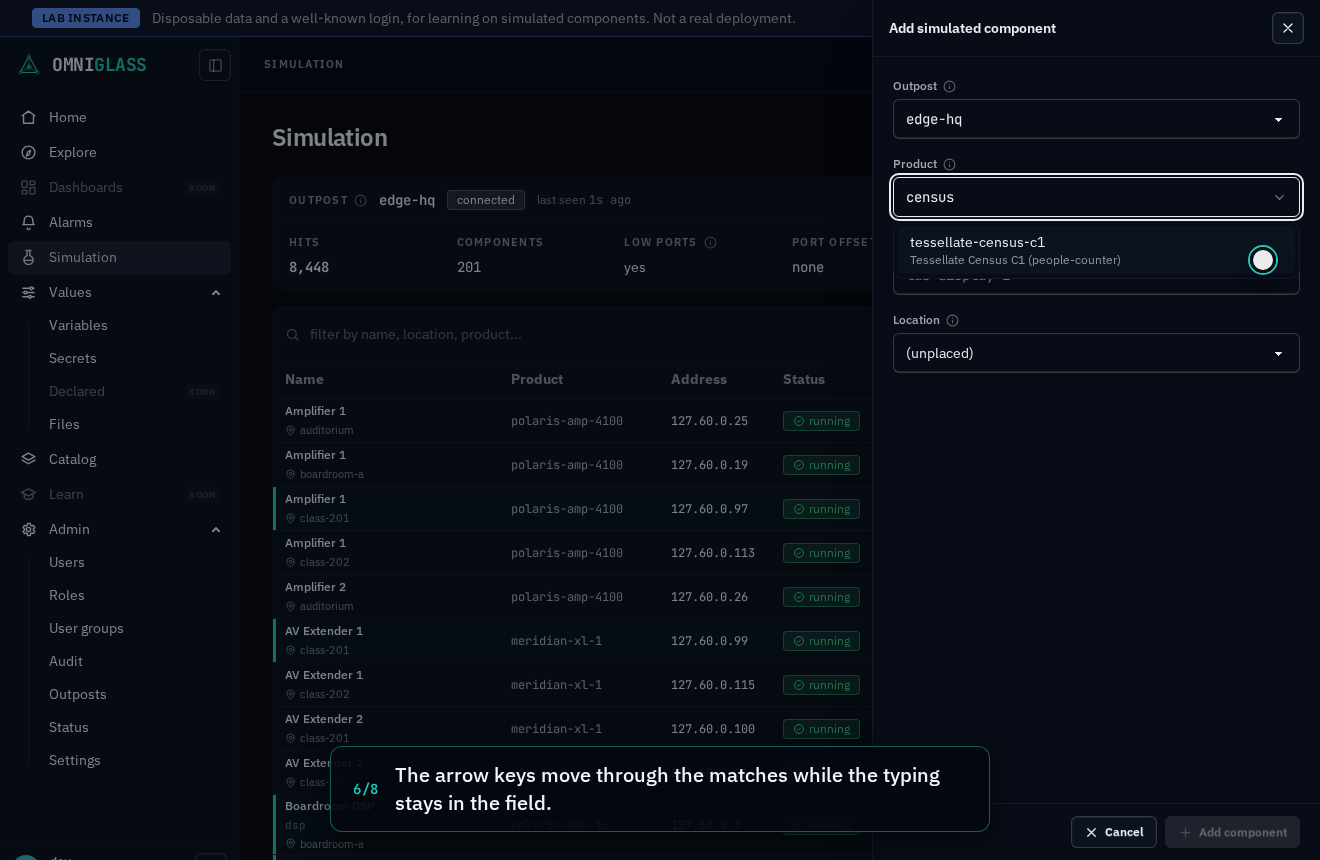 LAB INSTANCE Disposable data and a well-known login, for learning on simulated components. Not a real deployment.
OMNIGLASS
Home
Explore
Dashboards SOON
Alarms
Simulation
Values
Variables
Secrets
Declared SOON
Files
Catalog
Learn SOON
Admin
Users
Roles
User groups
Audit
Outposts
Status
Settings
SIMULATION
Simulation
OUTPOST edge-hq connected last seen 1s ago
HITS COMPONENTS LOW PORTS PORT OFFSET
8,448 201 yes none
filter by name, location, product...
Name Product Address Status
Amplifier 1
auditorium
polaris-amp-4100 127.60.0.25 running
Amplifier 1
boardroom-a
polaris-amp-4100 127.60.0.19 running
Amplifier 1
class-201
polaris-amp-4100 127.60.0.97 running
Amplifier 1
class-202
polaris-amp-4100 127.60.0.113 running
Amplifier 2
auditorium
polaris-amp-4100 127.60.0.26 running
AV Extender 1
class-201
meridian-xl-1 127.60.0.99 running
AV Extender 1
class-202
meridian-xl-1 127.60.0.115 running
AV Extender 2
class-201
meridian-xl-1 127.60.0.100 running
Boardroom DSP
dsp
boardroom-a
Add simulated component
Outpost
edge-hq
Product
census
tessellate-census-c1
Tessellate Census C1 (people-counter)
Location
(unplaced)
6/8 The arrow keys move through the matches while the typing
stays in the field.
Cancel
Add component